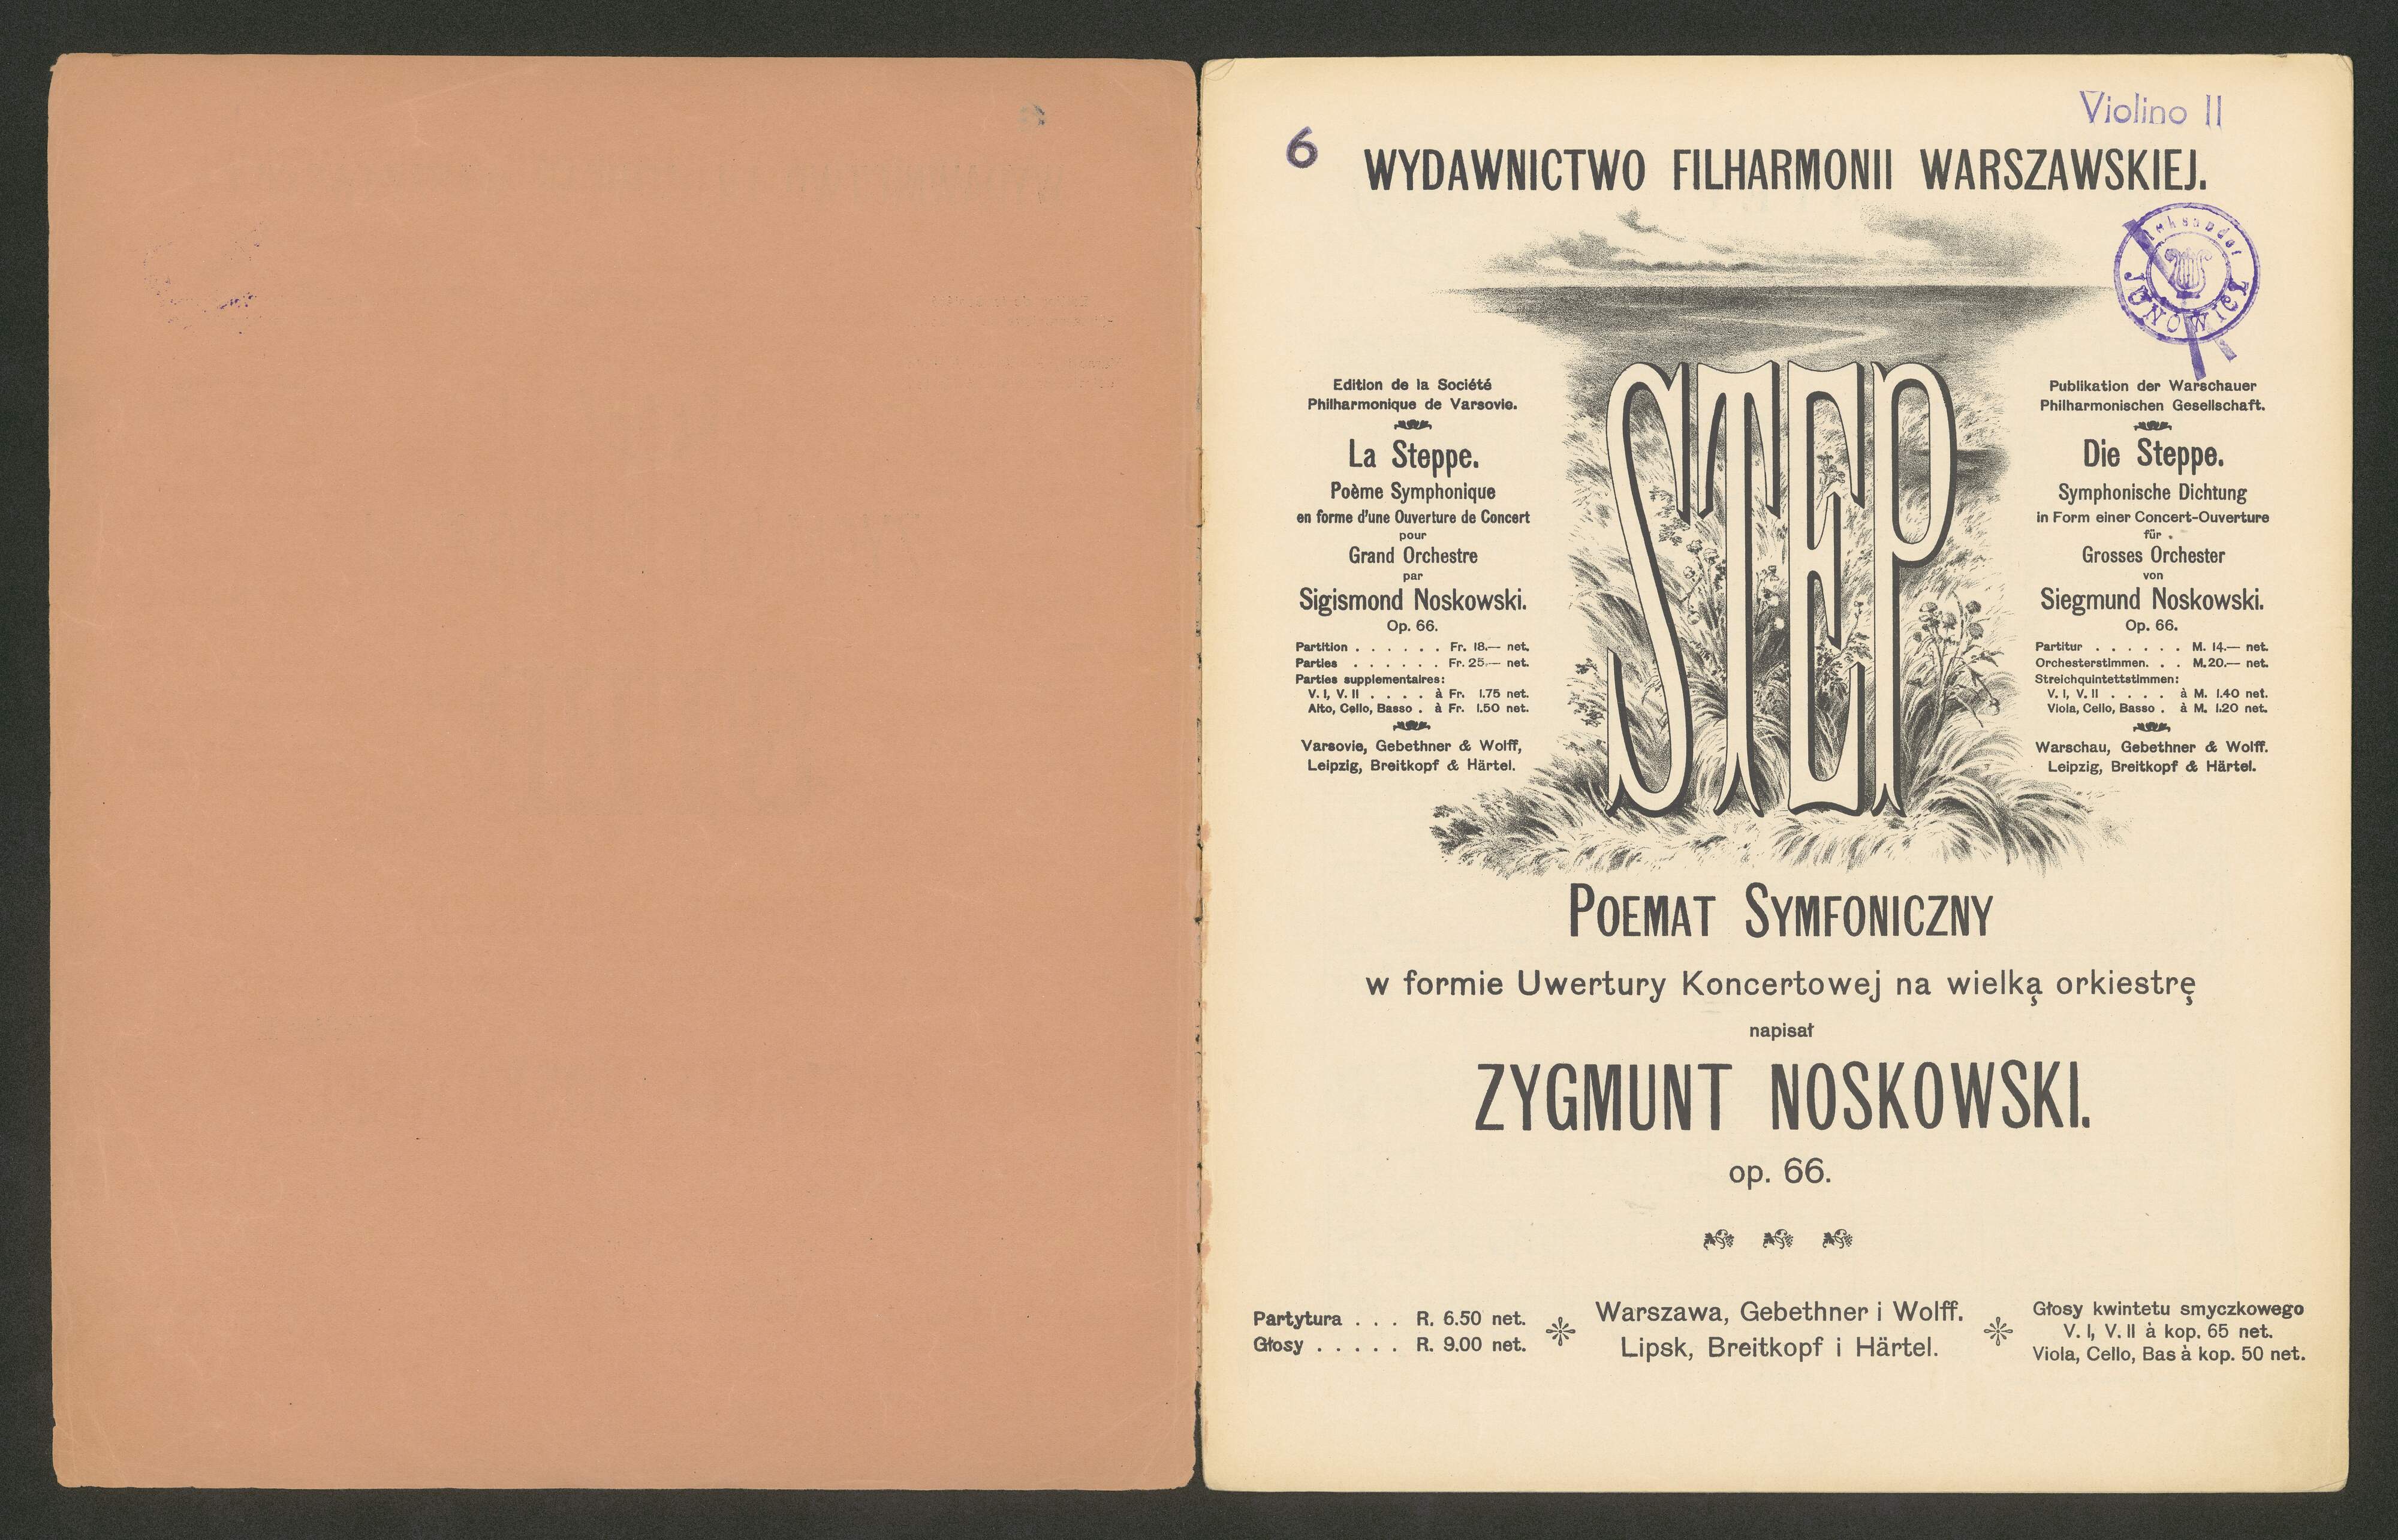 Violino II
6
WYDAWNICTWO FILHARMONII WARSZAWSKIEJ.
JUNOWICZ
STEP
Edition de la Société
Philharmonique de Varsovie.
La Steppe.
Poème Symphonique
en forme d'une Ouverture de Concert
pour
Grand Orchestre
par
Sigismond Noskowski.
Op. 66.
Partition . . . . . . Fr. 18.— net.
Parties . . . . . . Fr. 25.— net.
Parties supplementaires:
V. I, V. II . . . . à Fr. 1.75 net.
Alto, Cello, Basso . à Fr. 1.50 net.
Varsovie, Gebethner & Wolff,
Leipzig, Breitkopf & Härtel.
Publikation der Warschauer
Philharmonischen Gesellschaft.
Die Steppe.
Symphonische Dichtung
in Form einer Concert-Ouverture
für
Grosses Orchester
von
Siegmund Noskowski.
Op. 66.
Partitur . . . . . . M. 14.— net.
Orchesterstimmen. . . M. 20.— net.
Streichquintettstimmen:
V. I, V. II . . . . à M. 1.40 net.
Viola, Cello, Basso . à M. 1.20 net.
Warschau, Gebethner & Wolff.
Leipzig, Breitkopf & Härtel.
POEMAT SYMFONICZNY
w formie Uwertury Koncertowej na wielką orkiestrę
napisał
ZYGMUNT NOSKOWSKI.
op. 66.
Partytura . . . R. 6.50 net.
Głosy . . . . . R. 9.00 net.
Warszawa, Gebethner i Wolff.
Lipsk, Breitkopf i Härtel.
Głosy kwintetu smyczkowego
V. I, V. II à kop. 65 net.
Viola, Cello, Bas à kop. 50 net.